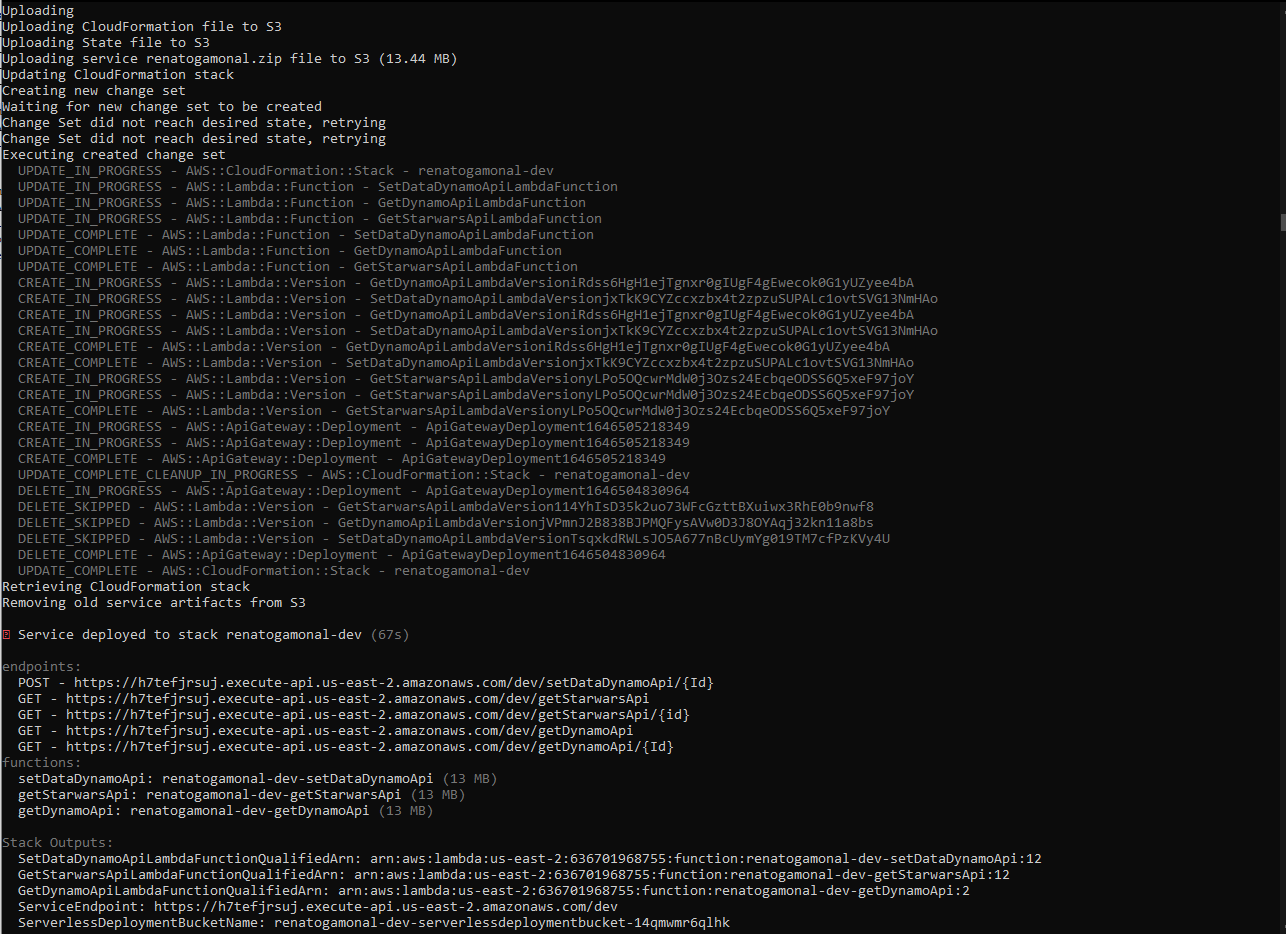 Uploading
Uploading CloudFormation file to S3
Uploading State file to S3
Uploading service renatogamonal.zip file to S3 (13.44 MB)
Updating CloudFormation stack
Creating new change set
Waiting for new change set to be created
Change Set did not reach desired state, retrying
Change Set did not reach desired state, retrying
Executing created change set
UPDATE_IN_PROGRESS - AWS::CloudFormation::Stack - renatogamonal-dev
UPDATE_IN_PROGRESS - AWS::Lambda::Function - SetDataDynamoApiLambdaFunction
UPDATE_IN_PROGRESS - AWS::Lambda::Function - GetDynamoApiLambdaFunction
UPDATE_IN_PROGRESS - AWS::Lambda::Function - GetStarwarsApiLambdaFunction
UPDATE_COMPLETE - AWS::Lambda::Function - SetDataDynamoApiLambdaFunction
UPDATE_COMPLETE - AWS::Lambda::Function - GetDynamoApiLambdaFunction
UPDATE_COMPLETE - AWS::Lambda::Function - GetStarwarsApiLambdaFunction
CREATE_IN_PROGRESS - AWS::Lambda::Version - GetDynamoApiLambdaVersioniRdss6HgH1ejTgnxr0gIUgF4gEwecok0G1yUZyee4bA
CREATE_IN_PROGRESS - AWS::Lambda::Version - SetDataDynamoApiLambdaVersionjxTkK9CYZccxzbx4t2zpzuSUPALc1ovtSVG13NmHAo
CREATE_IN_PROGRESS - AWS::Lambda::Version - GetDynamoApiLambdaVersioniRdss6HgH1ejTgnxr0gIUgF4gEwecok0G1yUZyee4bA
CREATE_IN_PROGRESS - AWS::Lambda::Version - SetDataDynamoApiLambdaVersionjxTkK9CYZccxzbx4t2zpzuSUPALc1ovtSVG13NmHAo
CREATE_COMPLETE - AWS::Lambda::Version - GetDynamoApiLambdaVersioniRdss6HgH1ejTgnxr0gIUgF4gEwecok0G1yUZyee4bA
CREATE_COMPLETE - AWS::Lambda::Version - SetDataDynamoApiLambdaVersionjxTkK9CYZccxzbx4t2zpzuSUPALc1ovtSVG13NmHAo
CREATE_IN_PROGRESS - AWS::Lambda::Version - GetStarwarsApiLambdaVersionyLPo5OQcwrMdW0j3Ozs24EcbqeODSS6Q5xeF97joY
CREATE_IN_PROGRESS - AWS::Lambda::Version - GetStarwarsApiLambdaVersionyLPo5OQcwrMdW0j3Ozs24EcbqeODSS6Q5xeF97joY
CREATE_COMPLETE - AWS::Lambda::Version - GetStarwarsApiLambdaVersionyLPo5OQcwrMdW0j3Ozs24EcbqeODSS6Q5xeF97joY
CREATE_IN_PROGRESS - AWS::ApiGateway::Deployment - ApiGatewayDeployment1646505218349
CREATE_IN_PROGRESS - AWS::ApiGateway::Deployment - ApiGatewayDeployment1646505218349
CREATE_COMPLETE - AWS::ApiGateway::Deployment - ApiGatewayDeployment1646505218349
UPDATE_COMPLETE_CLEANUP_IN_PROGRESS - AWS::CloudFormation::Stack - renatogamonal-dev
DELETE_IN_PROGRESS - AWS::ApiGateway::Deployment - ApiGatewayDeployment1646504830964
DELETE_SKIPPED - AWS::Lambda::Version - GetStarwarsApiLambdaVersion114YhIsD35k2uo73WFcGzttBXuiwx3RhE0b9nwf8
DELETE_SKIPPED - AWS::Lambda::Version - GetDynamoApiLambdaVersionjVPmnJ2B838BJPMQFysAVw0D3J8OYAqj32kn11a8bs
DELETE_SKIPPED - AWS::Lambda::Version - SetDataDynamoApiLambdaVersionTsqxkdRWLsJO5A677nBcUymYg019TM7cfPzKVy4U
DELETE_COMPLETE - AWS::ApiGateway::Deployment - ApiGatewayDeployment1646504830964
UPDATE_COMPLETE - AWS::CloudFormation::Stack - renatogamonal-dev
Retrieving CloudFormation stack
Removing old service artifacts from S3
Service deployed to stack renatogamonal-dev (67s)
endpoints:
POST - https://h7tefjrsuj.execute-api.us-east-2.amazonaws.com/dev/setDataDynamoApi/{Id}
GET - https://h7tefjrsuj.execute-api.us-east-2.amazonaws.com/dev/getStarwarsApi
GET - https://h7tefjrsuj.execute-api.us-east-2.amazonaws.com/dev/getStarwarsApi/{id}
GET - https://h7tefjrsuj.execute-api.us-east-2.amazonaws.com/dev/getDynamoApi
GET - https://h7tefjrsuj.execute-api.us-east-2.amazonaws.com/dev/getDynamoApi/{Id}
functions:
setDataDynamoApi: renatogamonal-dev-setDataDynamoApi (13 MB)
getStarwarsApi: renatogamonal-dev-getStarwarsApi (13 MB)
getDynamoApi: renatogamonal-dev-getDynamoApi (13 MB)
Stack Outputs:
SetDataDynamoApiLambdaFunctionQualifiedArn: arn:aws:lambda:us-east-2:636701968755:function:renatogamonal-dev-setDataDynamoApi:12
GetStarwarsApiLambdaFunctionQualifiedArn: arn:aws:lambda:us-east-2:636701968755:function:renatogamonal-dev-getStarwarsApi:12
GetDynamoApiLambdaFunctionQualifiedArn: arn:aws:lambda:us-east-2:636701968755:function:renatogamonal-dev-getDynamoApi:2
ServiceEndpoint: https://h7tefjrsuj.execute-api.us-east-2.amazonaws.com/dev
ServerlessDeploymentBucketName: renatogamonal-dev-serverlessdeploymentbucket-14qmwmr6qlhk